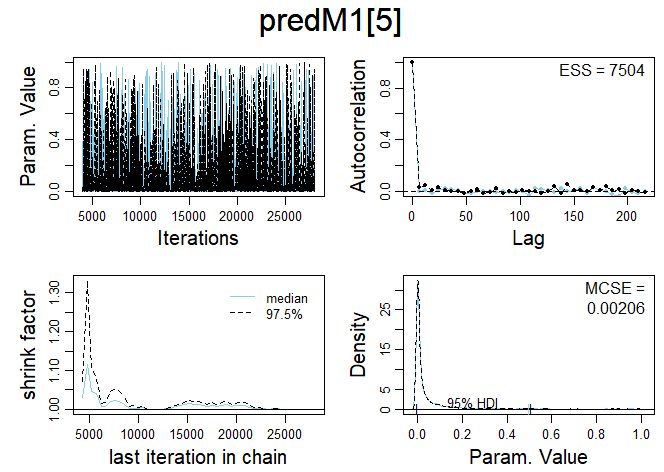 predM1[5]
Param. Value
0.0 0.4 0.8
5000 10000 15000 20000 25000
Iterations
Autocorrelation
0.0 0.4 0.8
ESS = 7504
0 50 100 150 200
Lag
shrink factor
1.00 1.10 1.20 1.30
median
97.5%
5000 10000 15000 20000 25000
last iteration in chain
Density
0 5 15 25
MCSE =
0.00206
95% HDI
0.0 0.2 0.4 0.6 0.8 1.0
Param. Value